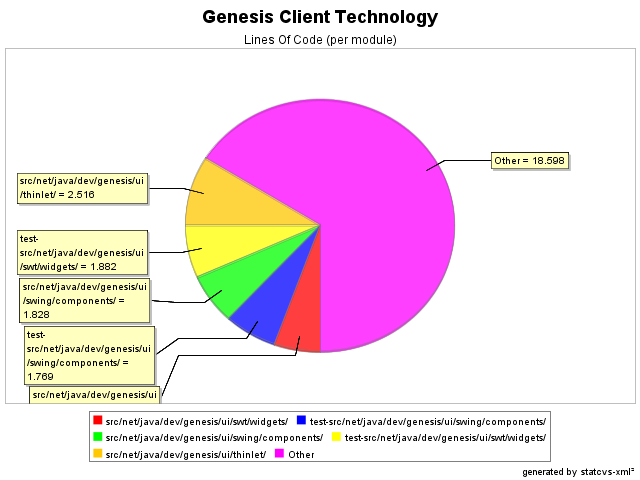 Genesis Client Technology
Lines Of Code (per module)
Other = 18.598
src/net/java/dev/genesis/ui
/thinlet/ = 2.516
test-
src/net/java/dev/genesis/ui
/swt/widgets/ = 1.882
src/net/java/dev/genesis/ui
/swing/components/ =
1.828
test-
src/net/java/dev/genesis/ui
/swing/components/ =
1.769
src/net/java/dev/genesis/ui
src/net/java/dev/genesis/ui/swt/widgets/ test-src/net/java/dev/genesis/ui/swing/components/
src/net/java/dev/genesis/ui/swing/components/ test-src/net/java/dev/genesis/ui/swt/widgets/
src/net/java/dev/genesis/ui/thinlet/ Other
generated by statcvs-xml²